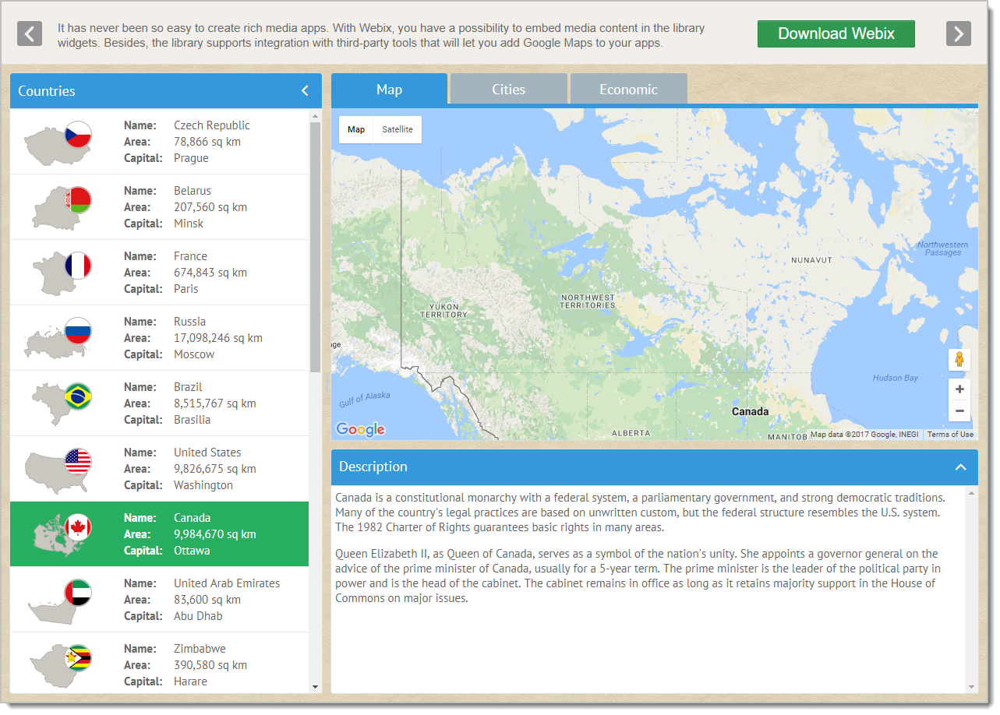 It has never been so easy to create rich media apps. With Webix, you have a possibility to embed media content in the library
widgets. Besides, the library supports integration with third-party tools that will let you add Google Maps to your apps.
Download Webix
Countries
Name: Czech Republic
Area: 78,866 sq km
Capital: Prague
Name: Belarus
Area: 207,560 sq km
Capital: Minsk
Name: France
Area: 674,843 sq km
Capital: Paris
Name: Russia
Area: 17,098,246 sq km
Capital: Moscow
Name: Brazil
Area: 8,515,767 sq km
Capital: Brasilia
Name: United States
Area: 9,826,675 sq km
Capital: Washington
Name: Canada
Area: 9,984,670 sq km
Capital: Ottawa
Name: United Arab Emirates
Area: 83,600 sq km
Capital: Abu Dhab
Name: Zimbabwe
Area: 390,580 sq km
Capital: Harare
Map Cities Economic
Map Satellite
Northwestern
Passages
NUNAVUT
NORTHWEST
TERRITORIES
YUKON
TERRITORY
ge
Hudson Bay
Gulf of Alaska
Canada
Google
ALBERTA
MANITOB
Map data ©2017 Google, INEGI Terms of Use
Description
Canada is a constitutional monarchy with a federal system, a parliamentary government, and strong democratic traditions.
Many of the country's legal practices are based on unwritten custom, but the federal structure resembles the U.S. system.
The 1982 Charter of Rights guarantees basic rights in many areas.
Queen Elizabeth II, as Queen of Canada, serves as a symbol of the nation's unity. She appoints a governor general on the
advice of the prime minister of Canada, usually for a 5-year term. The prime minister is the leader of the political party in
power and is the head of the cabinet. The cabinet remains in office as long as it retains majority support in the House of
Commons on major issues.